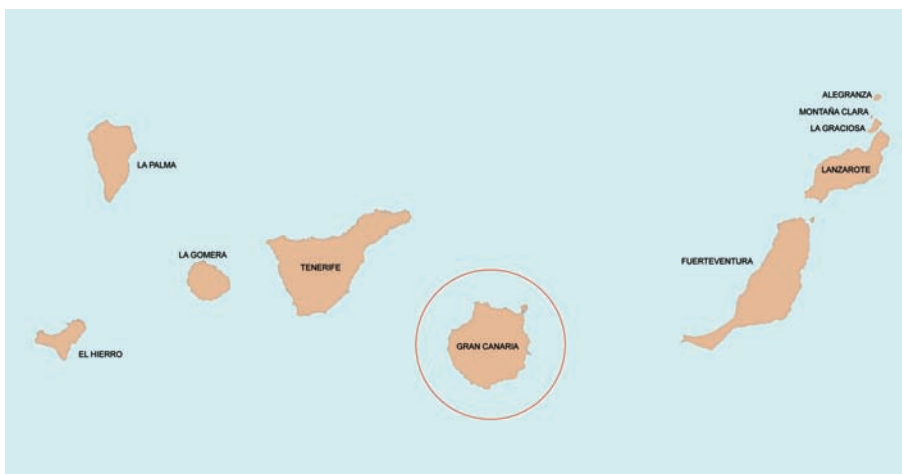 ALEGRANZA
MONTAÑA CLARA
LA GRACIOSA
LA PALMA
LANZAROTE
LA GOMERA
TENERIFE
FUERTEVENTURA
GRAN CANARIA
EL HIERRO